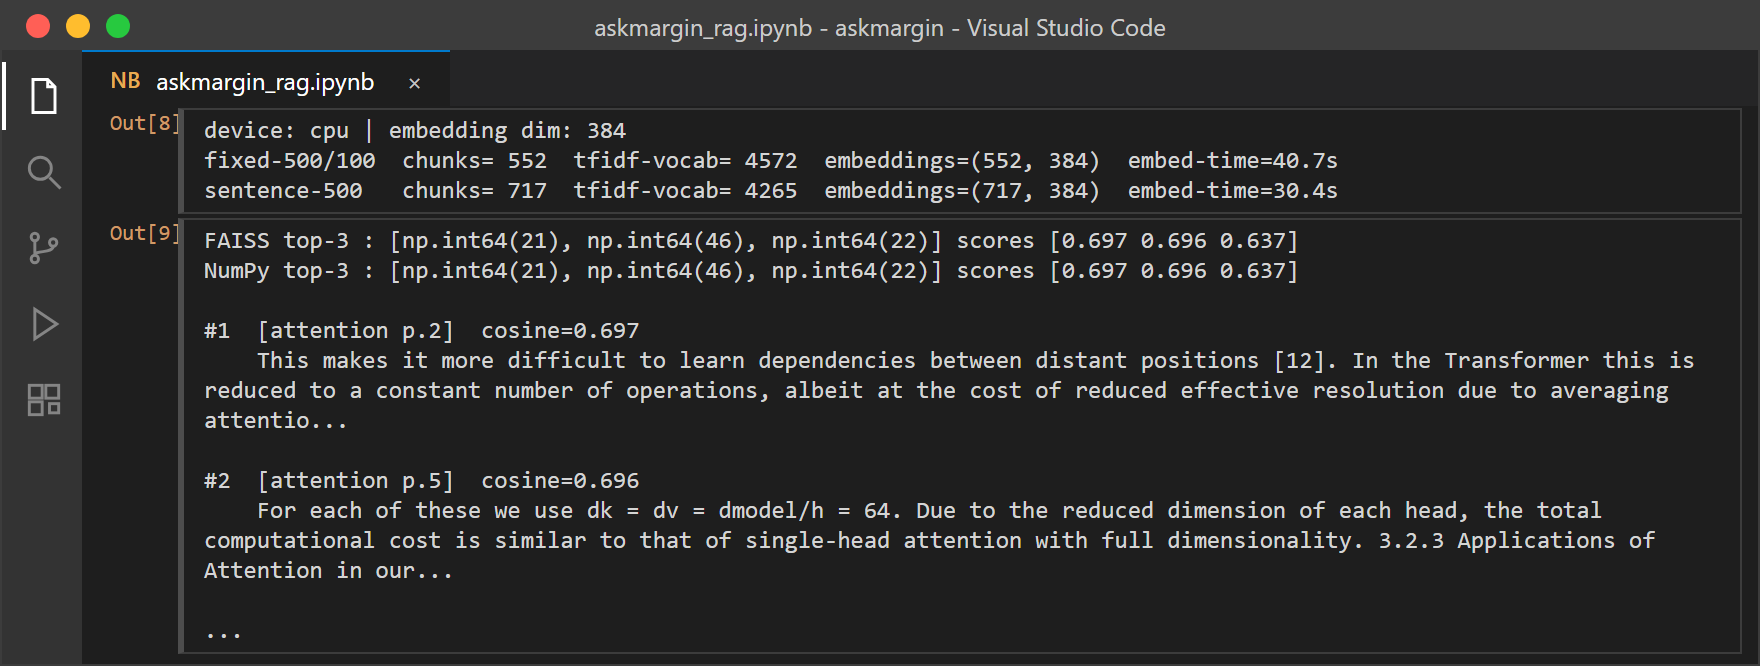 askmargin_rag.ipynb - askmargin - Visual Studio Code
NB askmargin_rag.ipynb ×
Out[8]
device: cpu | embedding dim: 384
fixed-500/100  chunks= 552  tfidf-vocab= 4572  embeddings=(552, 384)  embed-time=40.7s
sentence-500   chunks= 717  tfidf-vocab= 4265  embeddings=(717, 384)  embed-time=30.4s
Out[9]
FAISS top-3 : [np.int64(21), np.int64(46), np.int64(22)] scores [0.697 0.696 0.637]
NumPy top-3 : [np.int64(21), np.int64(46), np.int64(22)] scores [0.697 0.696 0.637]
#1  [attention p.2]  cosine=0.697
This makes it more difficult to learn dependencies between distant positions [12]. In the Transformer this is
reduced to a constant number of operations, albeit at the cost of reduced effective resolution due to averaging
attentio...
#2  [attention p.5]  cosine=0.696
For each of these we use dk = dv = dmodel/h = 64. Due to the reduced dimension of each head, the total
computational cost is similar to that of single-head attention with full dimensionality. 3.2.3 Applications of
Attention in our...
...